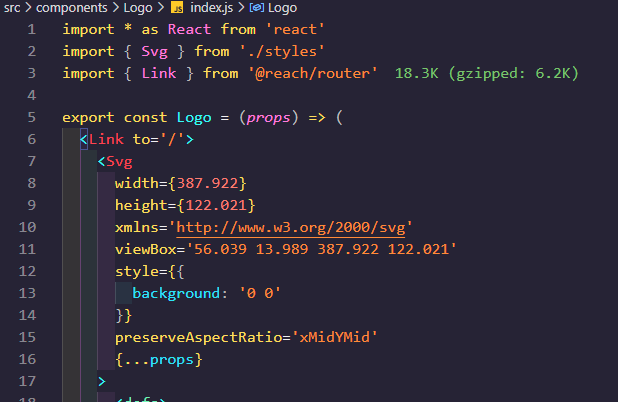 src > components > Logo > JS index.js > Logo
1 import * as React from 'react'
2 import { Svg } from './styles'
3 import { Link } from '@reach/router' 18.3K (gzipped: 6.2K)
4
5 export const Logo = (props) => (
6 <Link to='/'>
7 <Svg
8 width={387.922}
9 height={122.021}
10 xmlns='http://www.w3.org/2000/svg'
11 viewBox='56.039 13.989 387.922 122.021'
12 style={{
13 background: '0 0'
14 }}
15 preserveAspectRatio='xMidYMid'
16 {...props}
17 >
18 <defs>